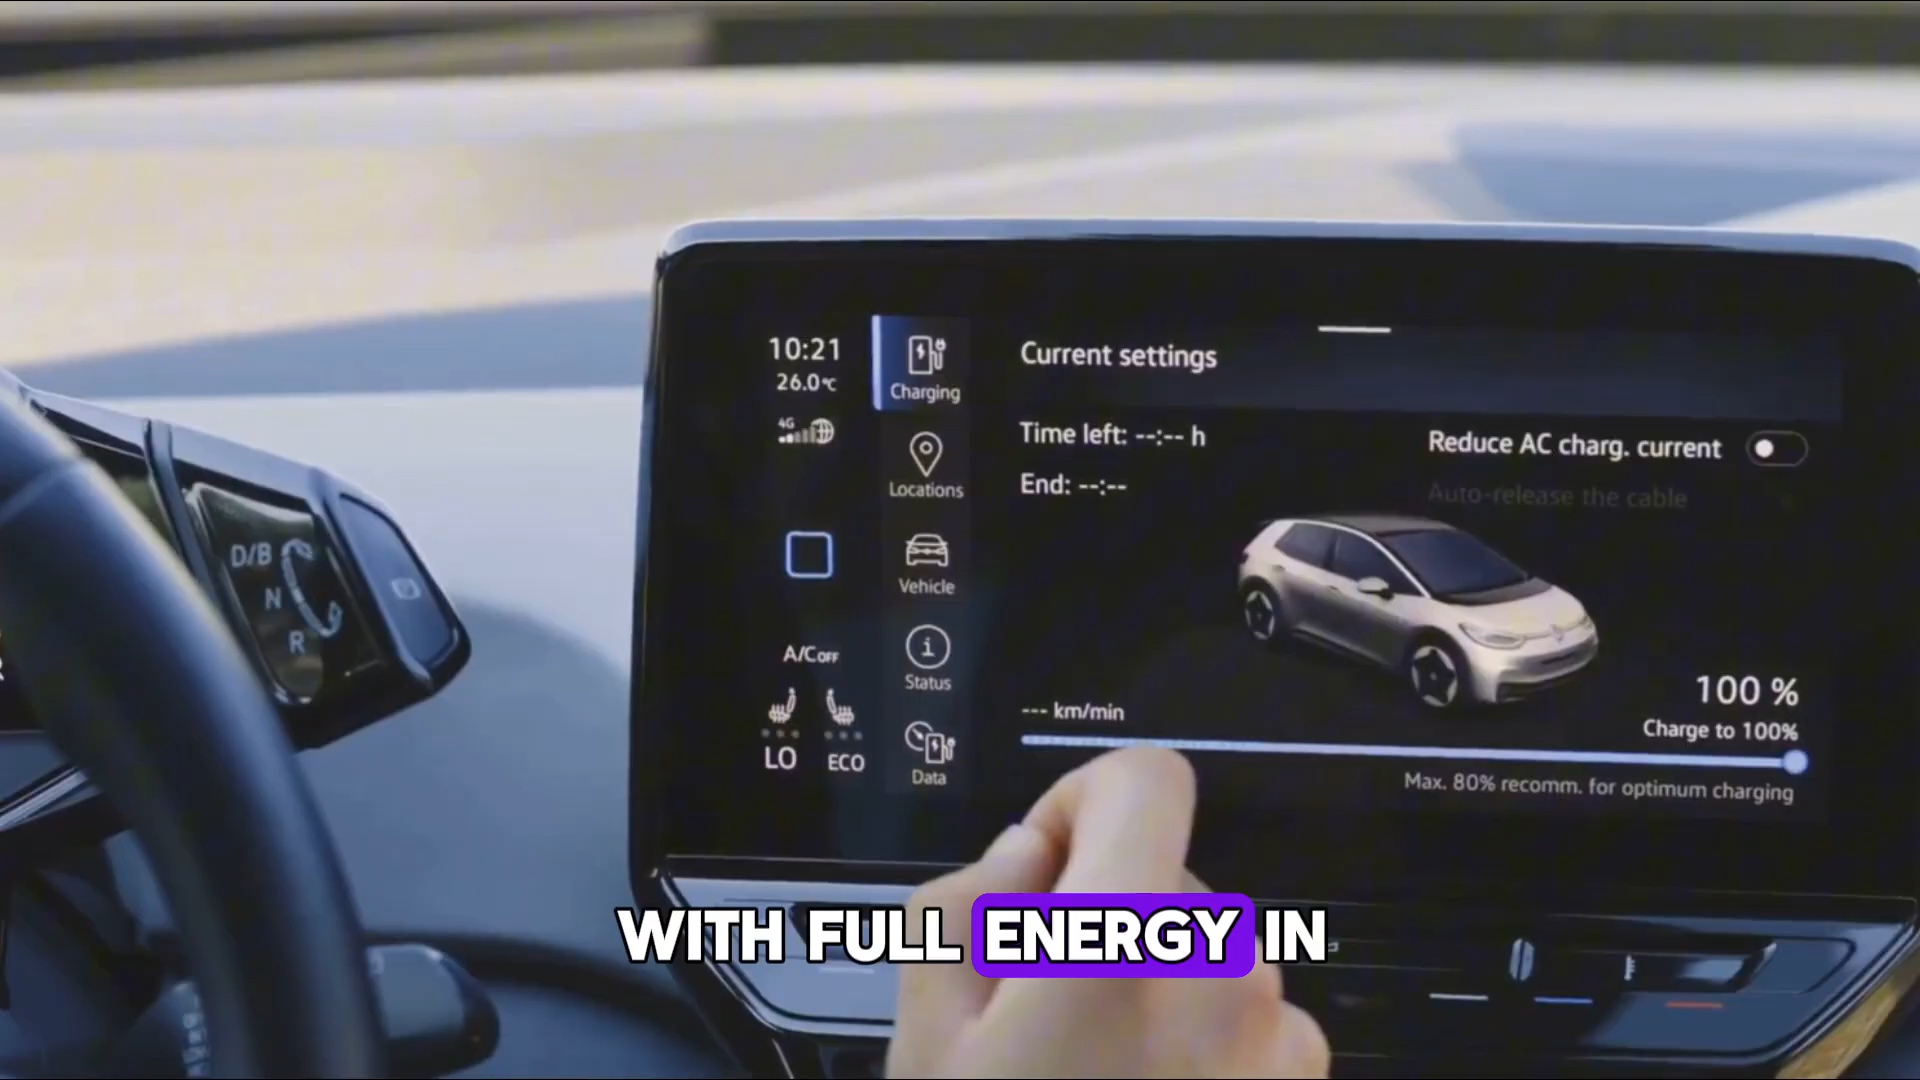 10:21
26.0°C
4G
A/C OFF
LO
ECO
Charging
Locations
Vehicle
Status
Data
Current settings
Time left: --:-- h
End: --:--
Reduce AC charg. current
Auto-release the cable
--- km/min
100 %
Charge to 100%
Max. 80% recomm. for optimum charging
D/B
N
R
WITH FULL ENERGY IN